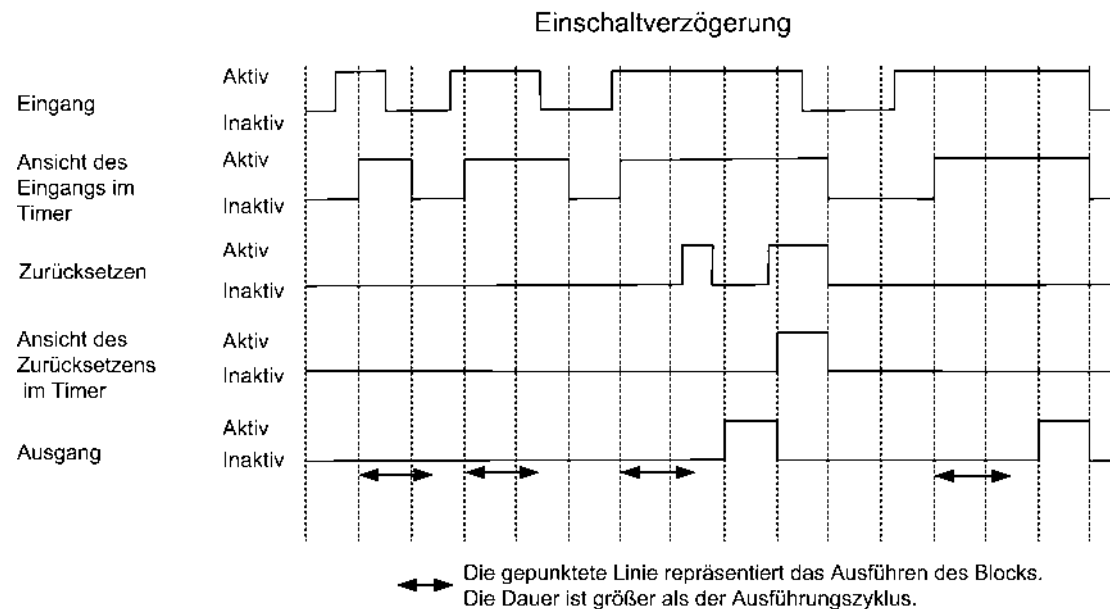 Einschaltverzögerung
Aktiv
Eingang
Inaktiv
Ansicht des
Eingangs im
Timer
Aktiv
Inaktiv
Aktiv
Zurücksetzen
Inaktiv
Ansicht des
Zurücksetzens
im Timer
Aktiv
Inaktiv
Aktiv
Ausgang
Inaktiv
Die gepunktete Linie repräsentiert das Ausführen des Blocks.
Die Dauer ist größer als der Ausführungszyklus.